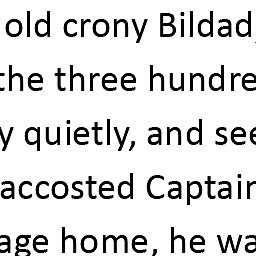 old crony Bildad,
the three hundre
y quietly, and see
accosted Captain
age home, he wa